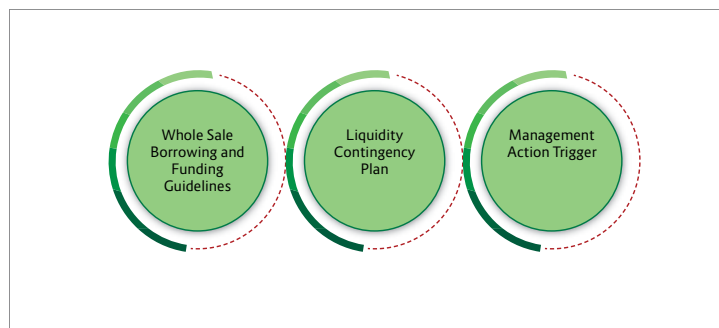 Whole Sale
Borrowing and
Funding
Guidelines
Liquidity
Contingency
Plan
Management
Action Trigger